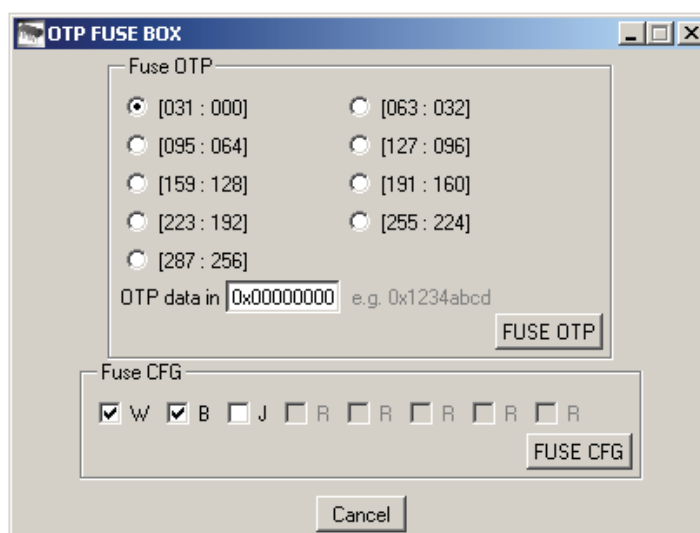 OTP FUSE BOX
Fuse OTP
[031 : 000] [063 : 032]
[095 : 064] [127 : 096]
[159 : 128] [191 : 160]
[223 : 192] [255 : 224]
[287 : 256]
OTP data in 0x00000000 e.g. 0x1234abcd
FUSE OTP
Fuse CFG
W B J R R R R R
FUSE CFG
Cancel